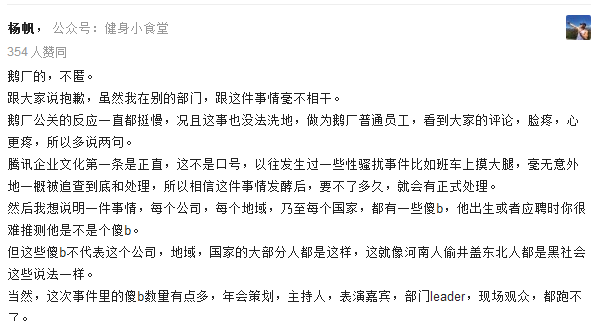 杨帆，公众号：健身小食堂
354 人赞同
鹅厂的，不匿。
跟大家说抱歉，虽然我在别的部门，跟这件事情毫不相干。
鹅厂公关的反应一直都挺慢，况且这事也没法洗地，做为鹅厂普通员工，看到大家的评论，脸疼，心
更疼，所以多说两句。
腾讯企业文化第一条是正直，这不是口号，以往发生过一些性骚扰事件比如班车上摸大腿，毫无意外
地一概被追查到底和处理，所以相信这件事情发酵后，要不了多久，就会有正式处理。
然后我想说明一件事情，每个公司，每个地域，乃至每个国家，都有一些傻b，他出生或者应聘时你很
难推测他是不是个傻b。
但这些傻b不代表这个公司，地域，国家的大部分人都是这样，这就像河南人偷井盖东北人都是黑社会
这些说法一样。
当然，这次事件里的傻b数量有点多，年会策划，主持人，表演嘉宾，部门leader，现场观众，都跑不
了。